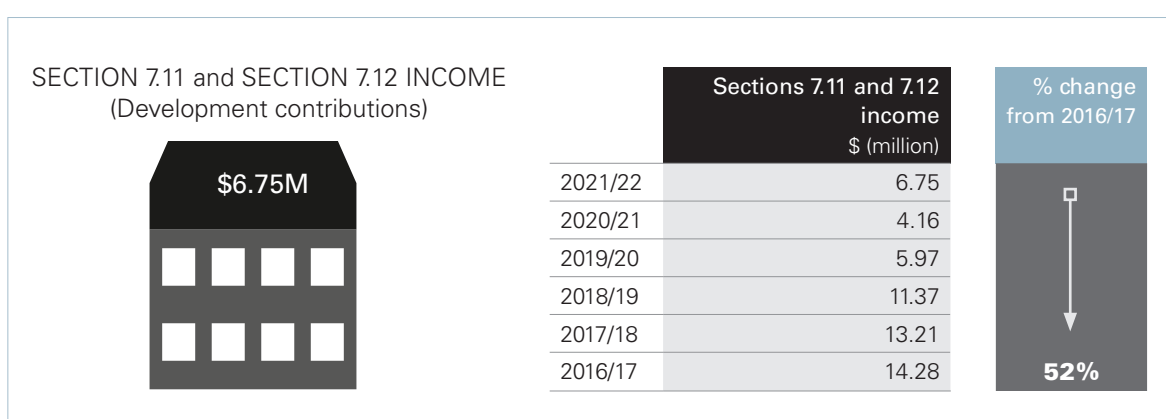 SECTION 7.11 and SECTION 7.12 INCOME
(Development contributions)
$6.75M
Sections 7.11 and 7.12
income
$ (million)
% change
from 2016/17
2021/22 6.75
2020/21 4.16
2019/20 5.97
2018/19 11.37
2017/18 13.21
2016/17 14.28
52%